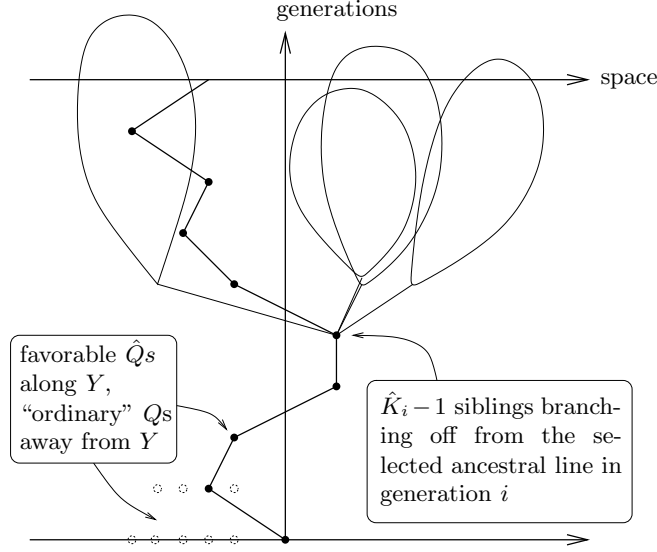 generations
space
favorable Q̂s
along Y,
“ordinary” Qs
away from Y
K̂ᵢ − 1 siblings branch-
ing off from the se-
lected ancestral line in
generation i